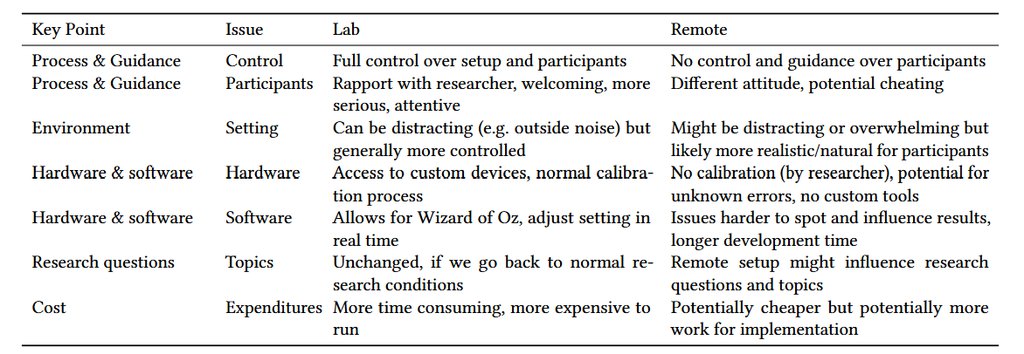 Key Point Issue Lab Remote
Process & Guidance Control Full control over setup and participants No control and guidance over participants
Process & Guidance Participants Rapport with researcher, welcoming, more Different attitude, potential cheating
serious, attentive
Environment Setting Can be distracting (e.g. outside noise) but Might be distracting or overwhelming but
generally more controlled likely more realistic/natural for participants
Hardware & software Hardware Access to custom devices, normal calibra- No calibration (by researcher), potential for
tion process unknown errors, no custom tools
Hardware & software Software Allows for Wizard of Oz, adjust setting in Issues harder to spot and influence results,
real time longer development time
Research questions Topics Unchanged, if we go back to normal re- Remote setup might influence research
search conditions questions and topics
Cost Expenditures More time consuming, more expensive to Potentially cheaper but potentially more
run work for implementation